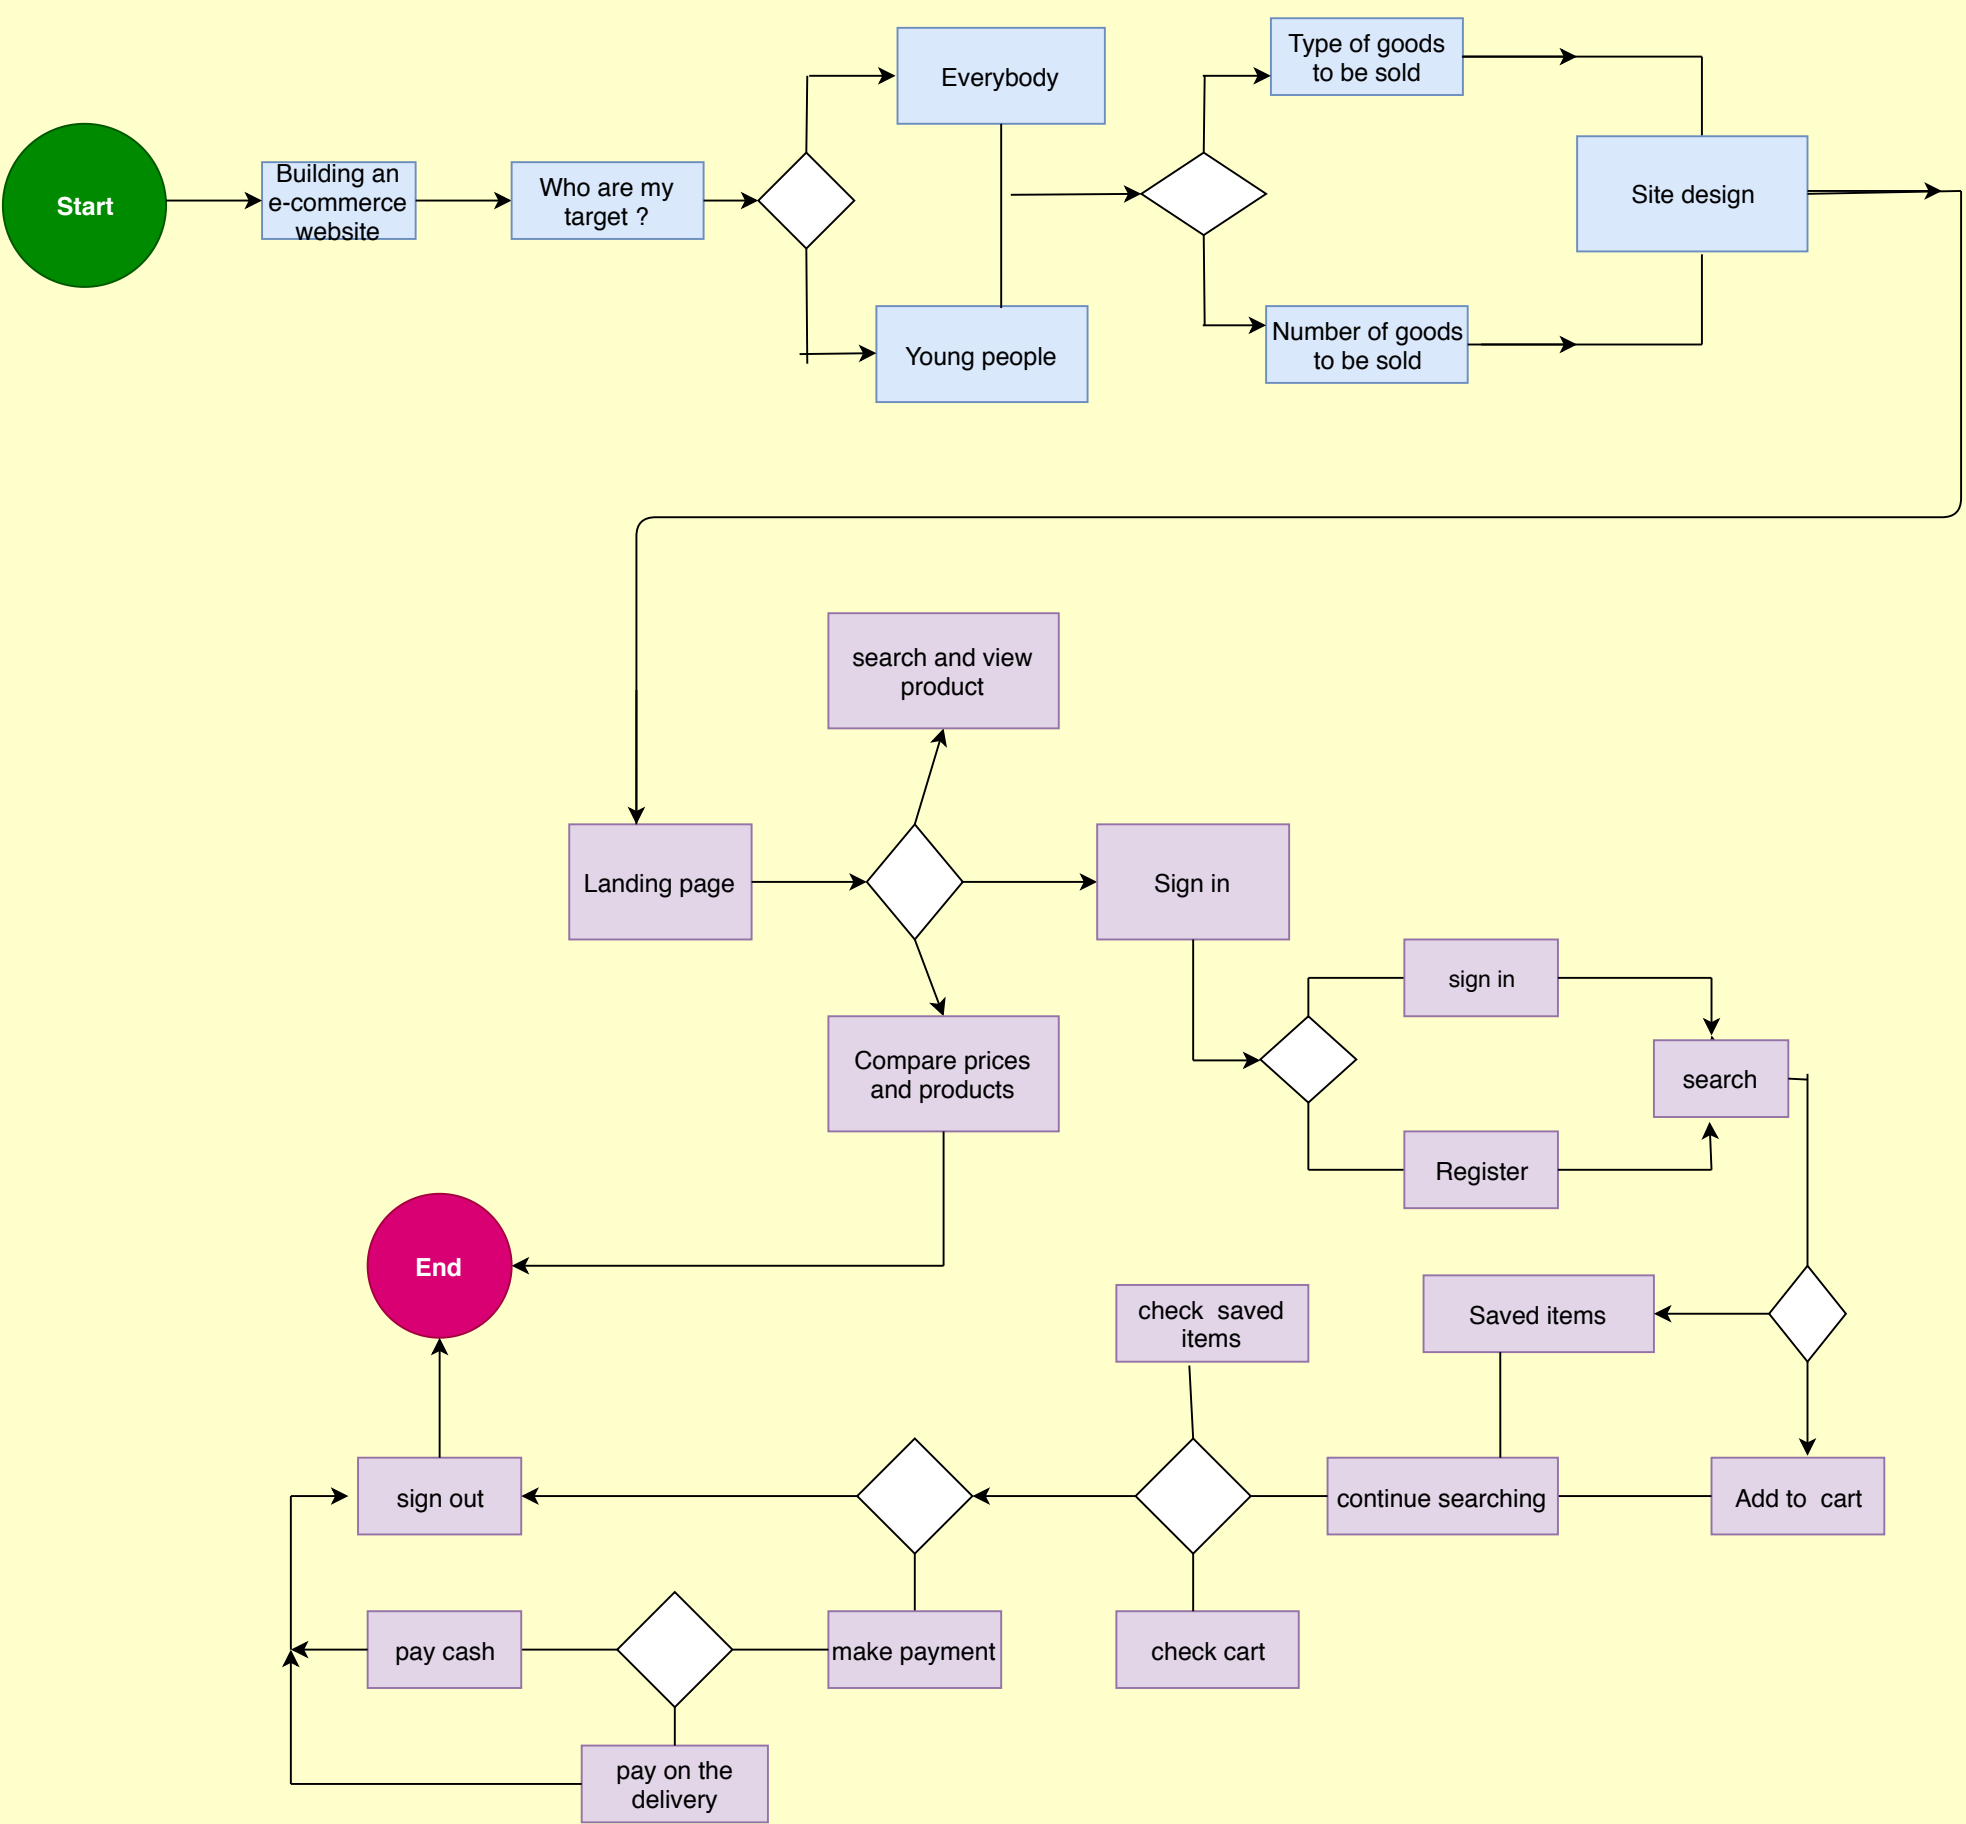 Everybody
Type of goods
to be sold
Start
Building an
e-commerce
website
Who are my
target ?
Site design
Young people
Number of goods
to be sold
search and view
product
Landing page
Sign in
sign in
Compare prices
and products
search
Register
End
check  saved
items
Saved items
sign out
continue searching
Add to  cart
pay cash
make payment
check cart
pay on the
delivery